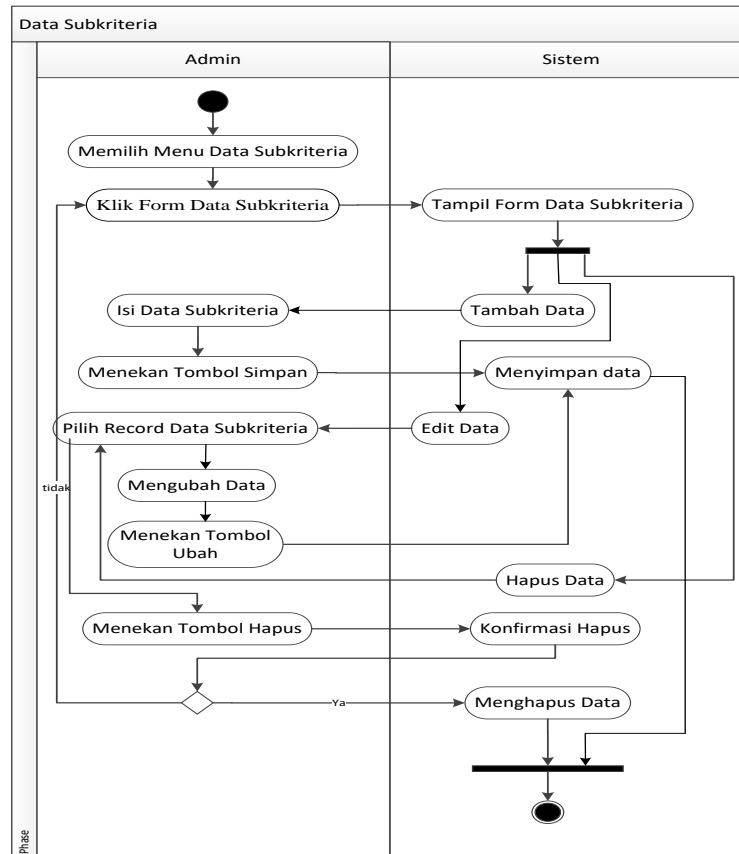 Data Subkriteria
Admin
Sistem
Memilih Menu Data Subkriteria
Klik Form Data Subkriteria
Tampil Form Data Subkriteria
Isi Data Subkriteria
Tambah Data
Menekan Tombol Simpan
Menyimpan data
Pilih Record Data Subkriteria
Edit Data
Mengubah Data
tidak
Menekan Tombol
Ubah
Hapus Data
Menekan Tombol Hapus
Konfirmasi Hapus
Ya
Menghapus Data
Phase